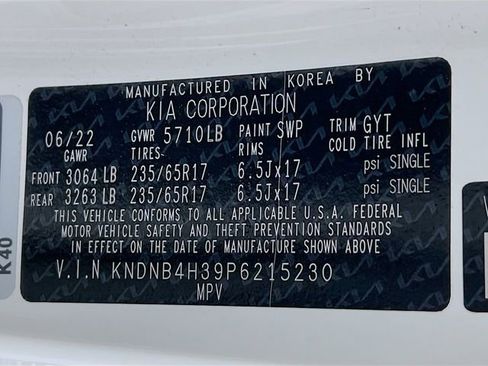 MANUFACTURED IN KOREA BY
KIA CORPORATION
06/22 GVWR 5710LB PAINT SWP TRIM GYT
GAWR TIRES- RIMS COLD TIRE INFL
FRONT 3064 LB 235/65R17 6.5Jx17 psi SINGLE
REAR 3263 LB 235/65R17 6.5Jx17 psi SINGLE
THIS VEHICLE CONFORMS TO ALL APPLICABLE U.S.A. FEDERAL
MOTOR VEHICLE SAFETY AND THEFT PREVENTION STANDARDS
IN EFFECT ON THE DATE OF MANUFACTURE SHOWN ABOVE
V.I.N KNDNB4H39P6215230
MPV
K40